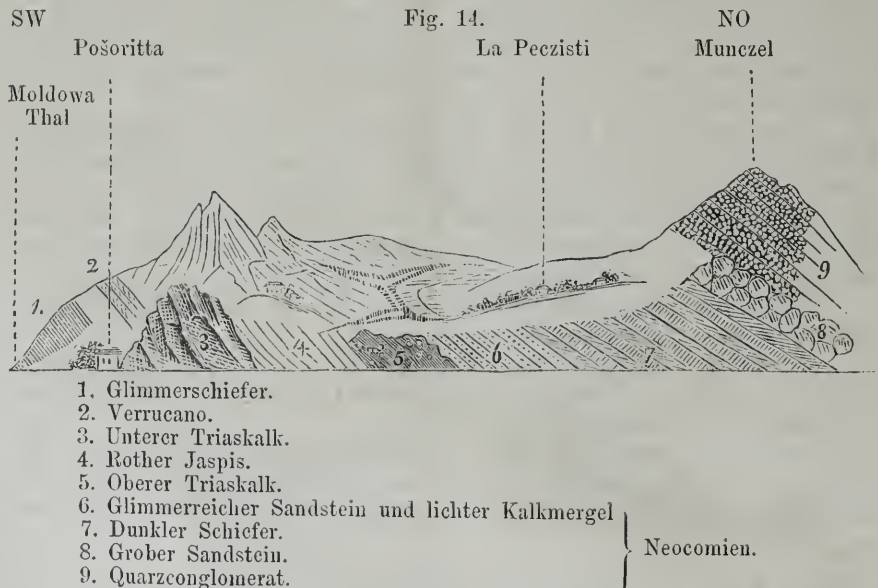 SW Fig. 14. NO
Pošoritta La Peczisti Munczel
Moldowa
Thal
2
1.
9
3 4 5 6 7 8
1. Glimmerschiefer.
2. Verrucano.
3. Unterer Triaskalk.
4. Rother Jaspis.
5. Oberer Triaskalk.
6. Glimmerreicher Sandstein und lichter Kalkmergel
7. Dunkler Schiefer.
Neocomien.
8. Grober Sandstein.
9. Quarzconglomerat.